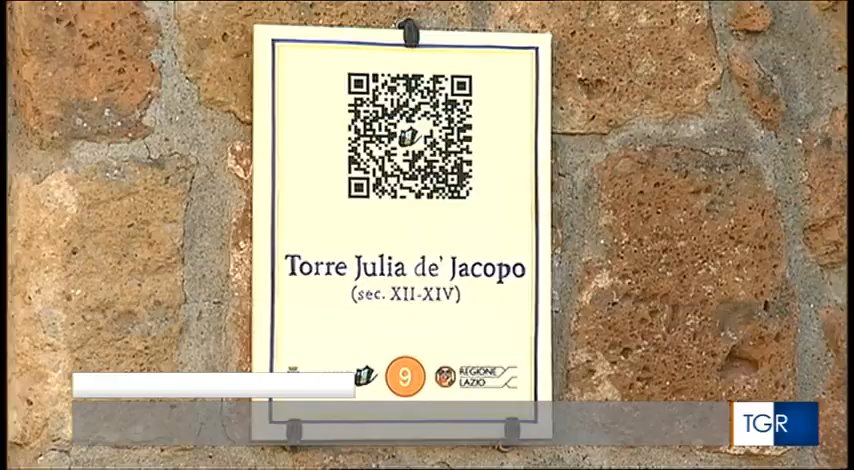 Torre Julia de' Jacopo
(sec. XII-XIV)
9
REGIONE
LAZIO
TGR